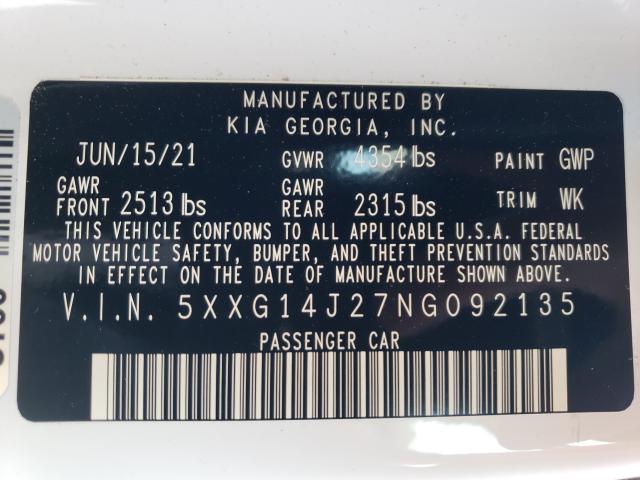 MANUFACTURED BY
KIA GEORGIA, INC.
JUN/15/21 GVWR 4354 lbs PAINT GWP
GAWR FRONT 2513 lbs GAWR REAR 2315 lbs TRIM WK
THIS VEHICLE CONFORMS TO ALL APPLICABLE U.S.A. FEDERAL
MOTOR VEHICLE SAFETY, BUMPER, AND THEFT PREVENTION STANDARDS
IN EFFECT ON THE DATE OF MANUFACTURE SHOWN ABOVE.
V.I.N. 5XXG14J27NG092135
PASSENGER CAR